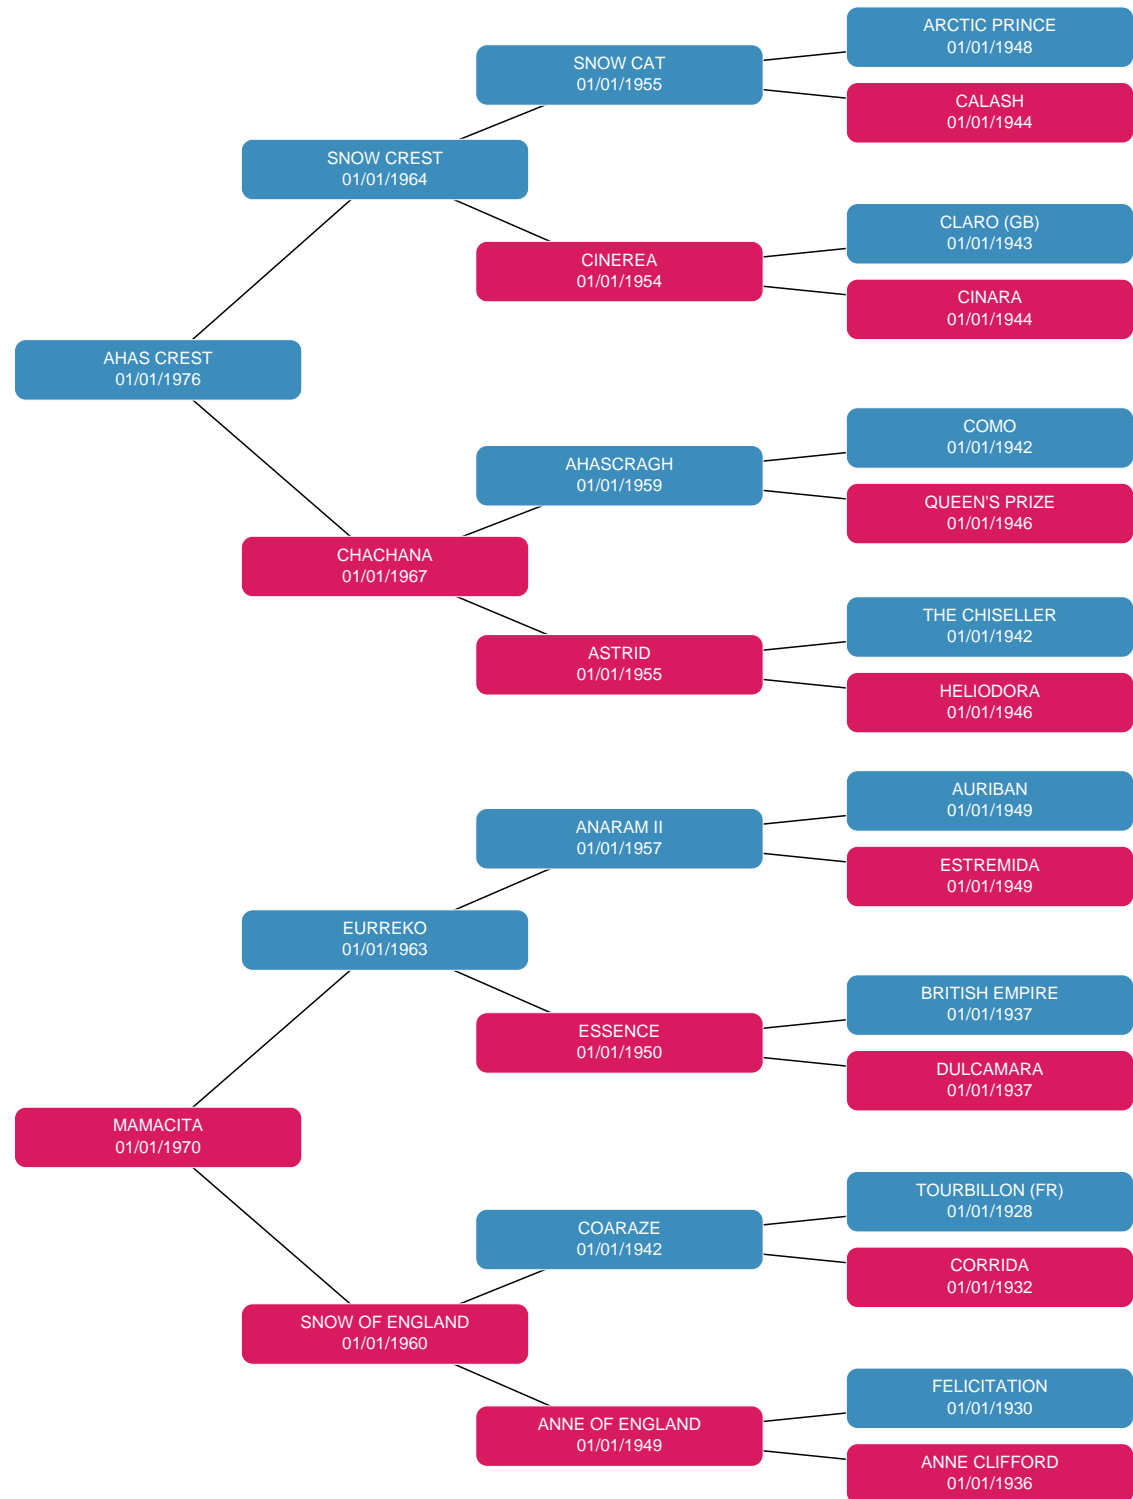 ARCTIC PRINCE
01/01/1948
SNOW CAT
01/01/1955
CALASH
01/01/1944
SNOW CREST
01/01/1964
CLARO (GB)
01/01/1943
CINEREA
01/01/1954
CINARA
01/01/1944
AHAS CREST
01/01/1976
COMO
01/01/1942
AHASCRAGH
01/01/1959
QUEEN'S PRIZE
01/01/1946
CHACHANA
01/01/1967
THE CHISELLER
01/01/1942
ASTRID
01/01/1955
HELIODORA
01/01/1946
AURIBAN
01/01/1949
ANARAM II
01/01/1957
ESTREMIDA
01/01/1949
EURREKO
01/01/1963
BRITISH EMPIRE
01/01/1937
ESSENCE
01/01/1950
DULCAMARA
01/01/1937
MAMACITA
01/01/1970
TOURBILLON (FR)
01/01/1928
COARAZE
01/01/1942
CORRIDA
01/01/1932
SNOW OF ENGLAND
01/01/1960
FELICITATION
01/01/1930
ANNE OF ENGLAND
01/01/1949
ANNE CLIFFORD
01/01/1936